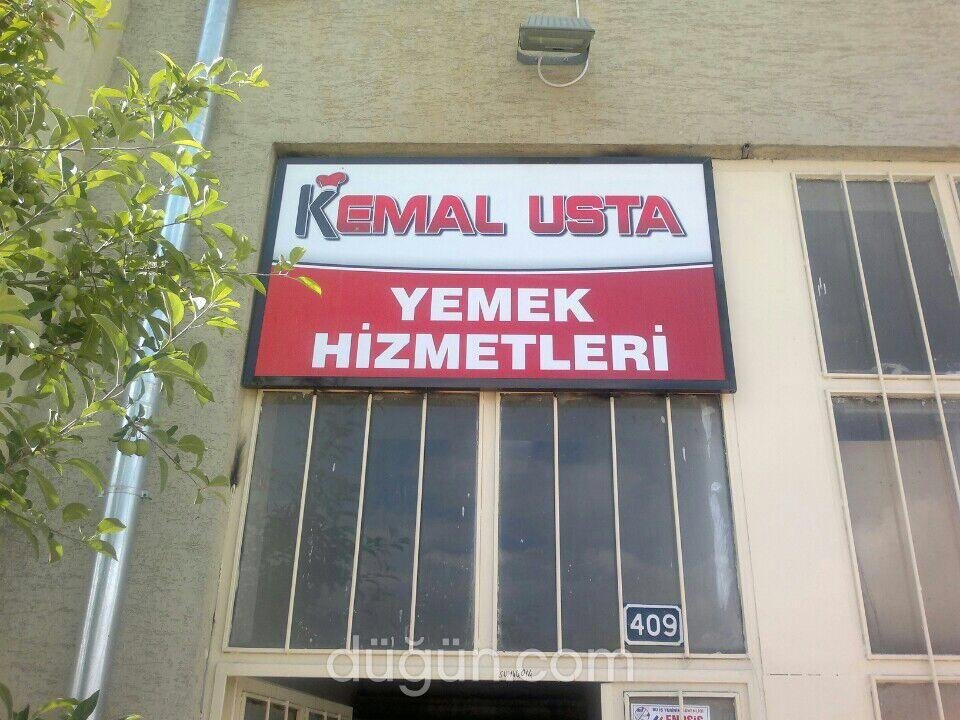 KEMAL USTA
YEMEK
HİZMETLERİ
409
düğün.com